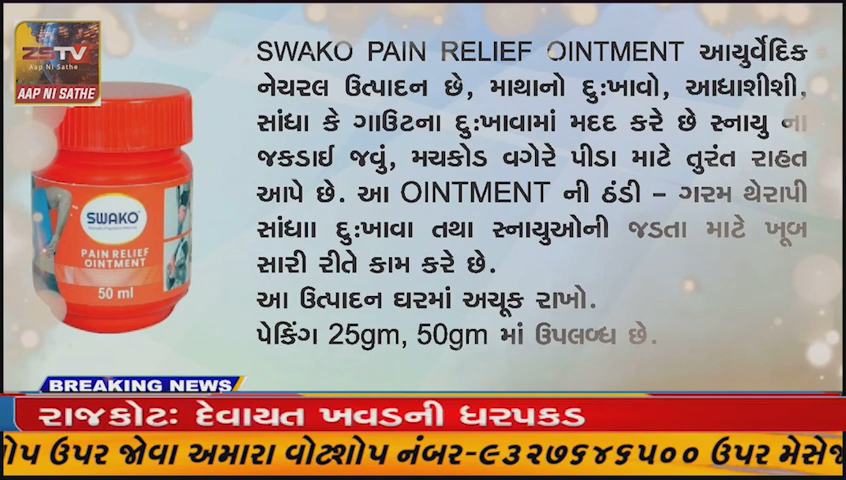 ZSTV
Aap Ni Sathe
AAP NI SATHE
SWAKO PAIN RELIEF OINTMENT આયુર્વેદિક
નેચરલ ઉત્પાદન છે, માથાનો દુઃખાવો, આધાશીશી,
સાંધા કે ગાઉટના દુઃખાવામાં મદદ કરે છે સ્નાયુ ના
જકડાઈ જવું, મચકોડ વગેરે પીડા માટે તુરંત રાહત
આપે છે. આ OINTMENT ની ઠંડી – ગરમ થેરાપી
સાંધાા દુઃખાવા તથા સ્નાયુઓની જડતા માટે ખૂબ
સારી રીતે કામ કરે છે.
આ ઉત્પાદન ઘરમાં અચૂક રાખો.
પેકિંગ 25gm, 50gm માં ઉપલબ્ધ છે.
SWAKO
PAIN RELIEF
OINTMENT
50 ml
BREAKING NEWS
રાજકોટઃ દેવાયત ખવડની ધરપકડ
ઉપર જોવા અમારા વોટ્શોપ નંબર-૯૩૨૭૬૪૬૫૦૦ ઉપર મેસેજ